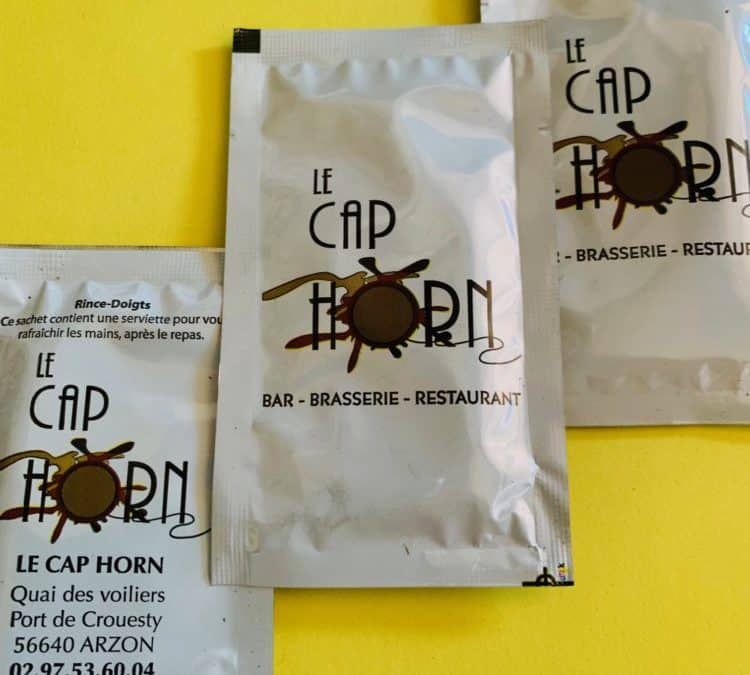 LE
CAP
HORN
BAR - BRASSERIE - RESTAURANT
LE
CAP
HORN
- BRASSERIE -
Rince-Doigts
Ce sachet contient une serviette pour
rafraîchir les mains, après le repas.
LE
CAP
HORN
LE CAP HORN
Quai des voiliers
Port de Crouesty
56640 ARZON
02.97.53.60.04